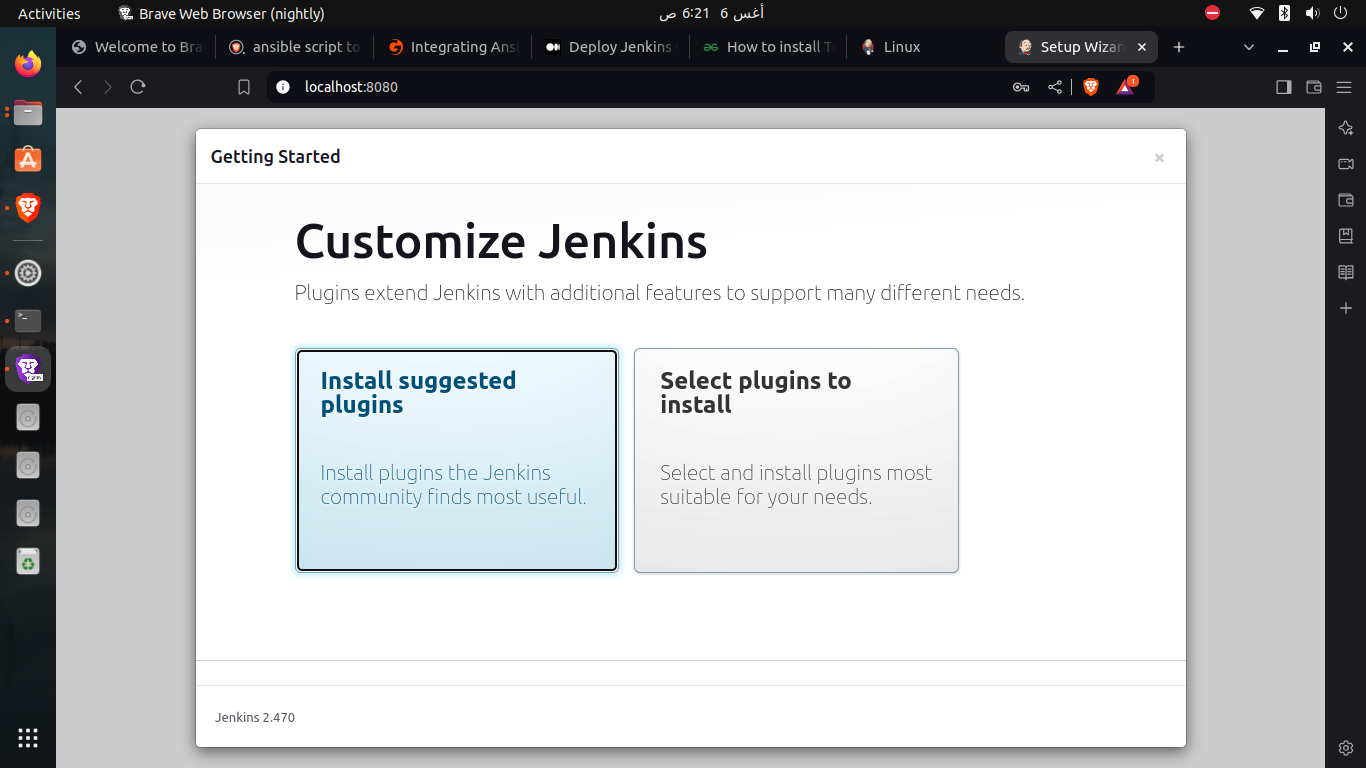 Activities
Brave Web Browser (nightly)
أغس 6 6:21 ص
Welcome to Bra
ansible script to
Integrating Ansi
Deploy Jenkins
How to install Te
Linux
Setup Wizar
localhost:8080
1
Getting Started
Customize Jenkins
Plugins extend Jenkins with additional features to support many different needs.
Install suggested
plugins
Install plugins the Jenkins
community finds most useful.
Select plugins to
install
Select and install plugins most
suitable for your needs.
Jenkins 2.470